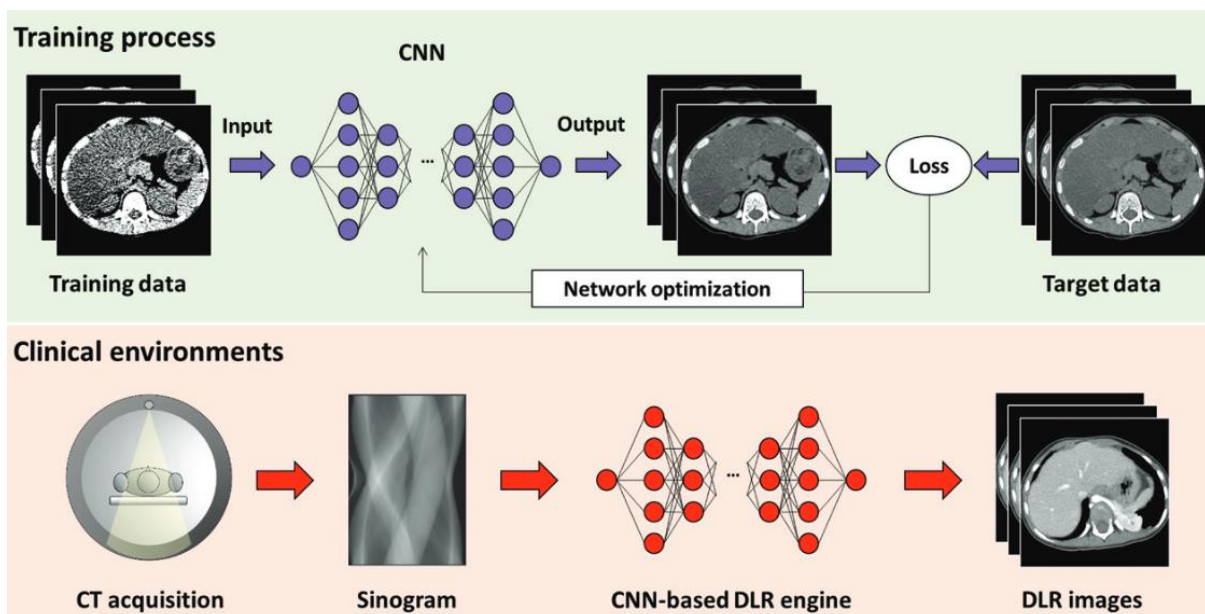 Training process
CNN
Input
Output
Loss
...
Training data
Network optimization
Target data
Clinical environments
...
CT acquisition
Sinogram
CNN-based DLR engine
DLR images